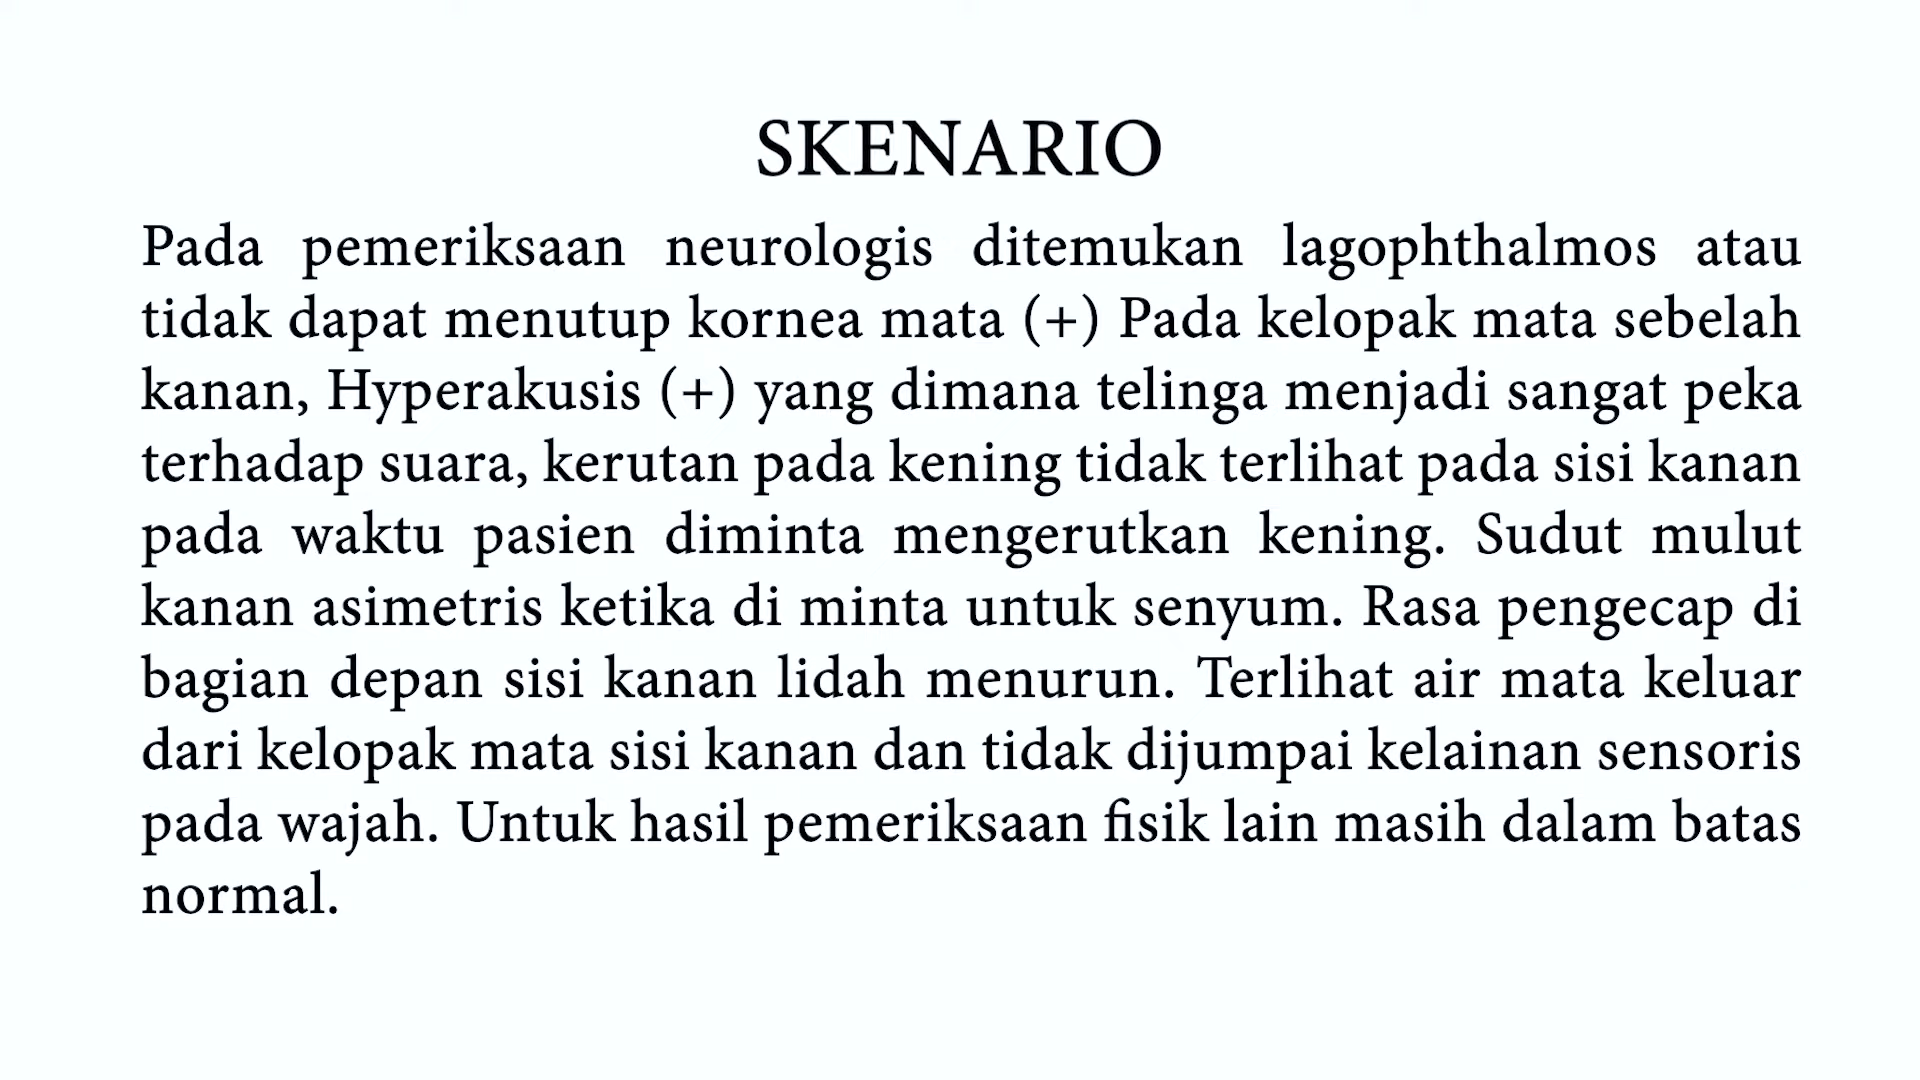 SKENARIO
Pada pemeriksaan neurologis ditemukan lagophthalmos atau
tidak dapat menutup kornea mata (+) Pada kelopak mata sebelah
kanan, Hyperakusis (+) yang dimana telinga menjadi sangat peka
terhadap suara, kerutan pada kening tidak terlihat pada sisi kanan
pada waktu pasien diminta mengerutkan kening. Sudut mulut
kanan asimetris ketika di minta untuk senyum. Rasa pengecap di
bagian depan sisi kanan lidah menurun. Terlihat air mata keluar
dari kelopak mata sisi kanan dan tidak dijumpai kelainan sensoris
pada wajah. Untuk hasil pemeriksaan fisik lain masih dalam batas
normal.